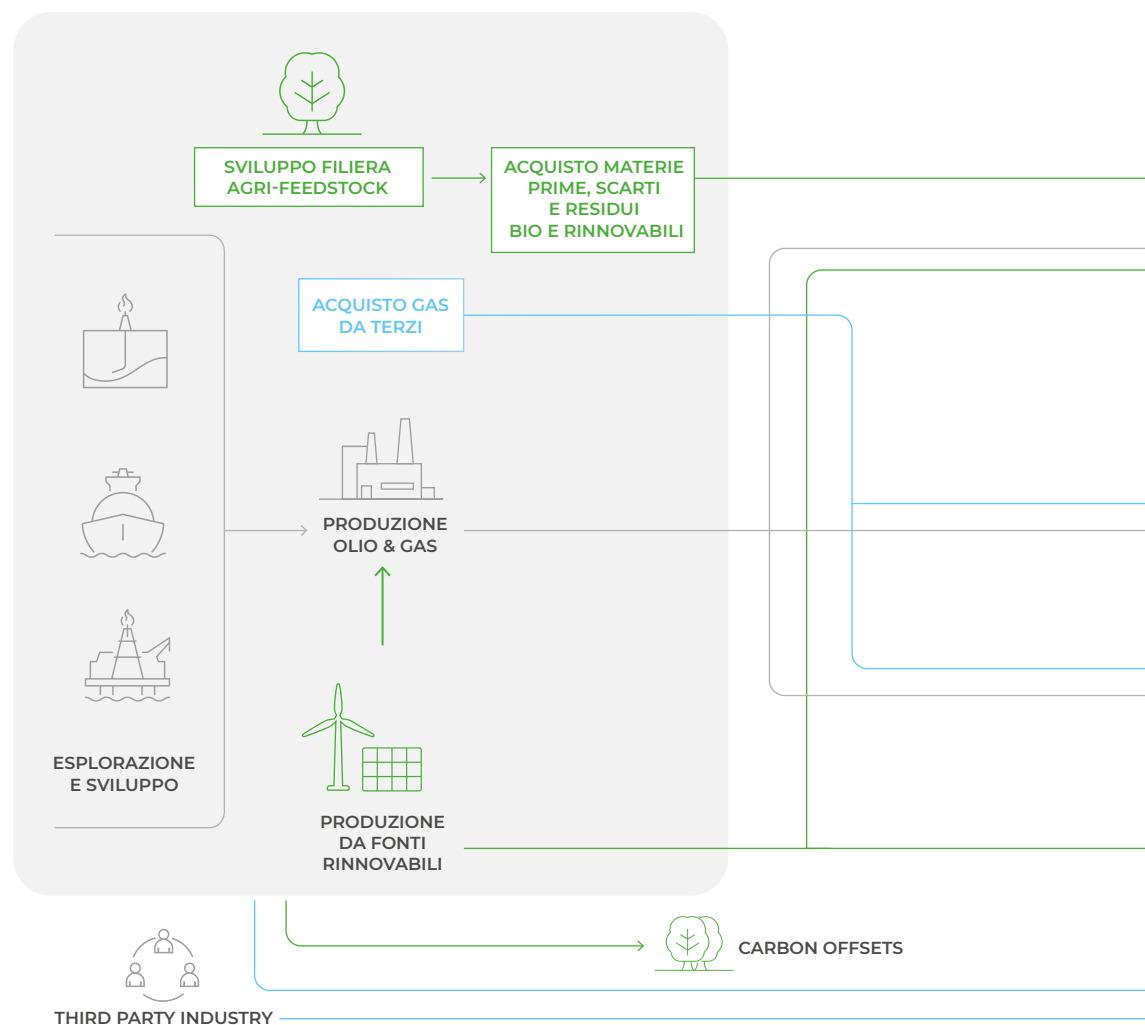 SVILUPPO FILIERA
AGRI-FEEDSTOCK
ACQUISTO MATERIE
PRIME, SCARTI
E RESIDUI
BIO E RINNOVABILI
ACQUISTO GAS
DA TERZI
PRODUZIONE
OLIO & GAS
ESPLORAZIONE
E SVILUPPO
PRODUZIONE
DA FONTI
RINNOVABILI
CARBON OFFSETS
THIRD PARTY INDUSTRY